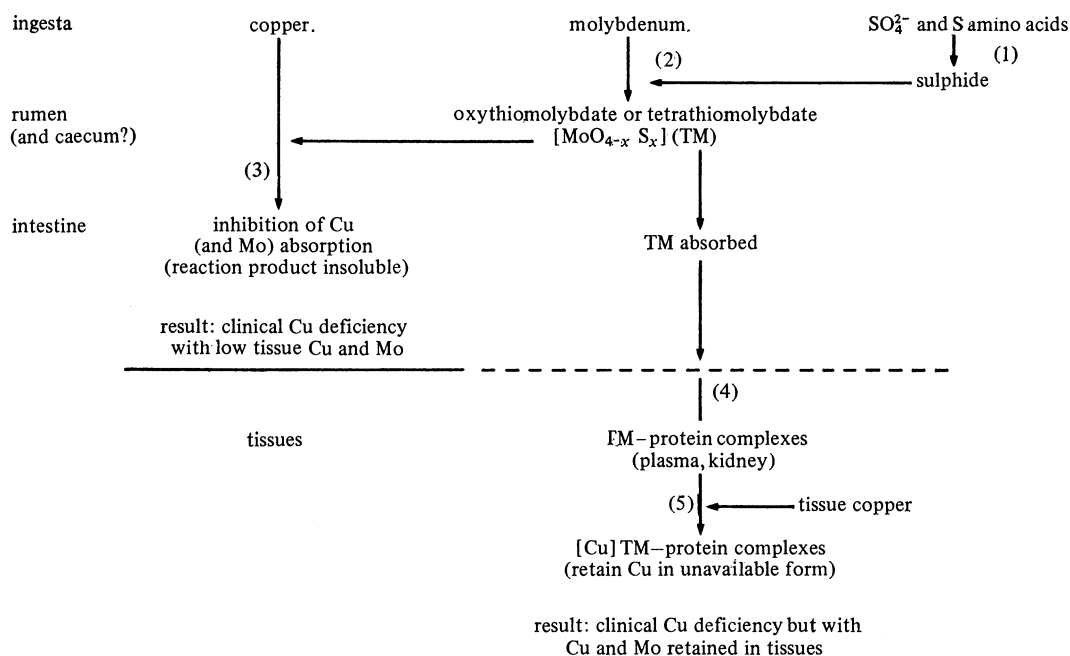 ingesta
copper.
molybdenum.
SO₄²⁻ and S amino acids
(1)
(2)
sulphide
rumen
(and caecum?)
oxythiomolybdate or tetrathiomolybdate
[MoO₄₋ₓ Sₓ] (TM)
(3)
intestine
inhibition of Cu
(and Mo) absorption
(reaction product insoluble)
TM absorbed
result: clinical Cu deficiency
with low tissue Cu and Mo
(4)
tissues
TM–protein complexes
(plasma, kidney)
(5)
tissue copper
[Cu] TM–protein complexes
(retain Cu in unavailable form)
result: clinical Cu deficiency but with
Cu and Mo retained in tissues